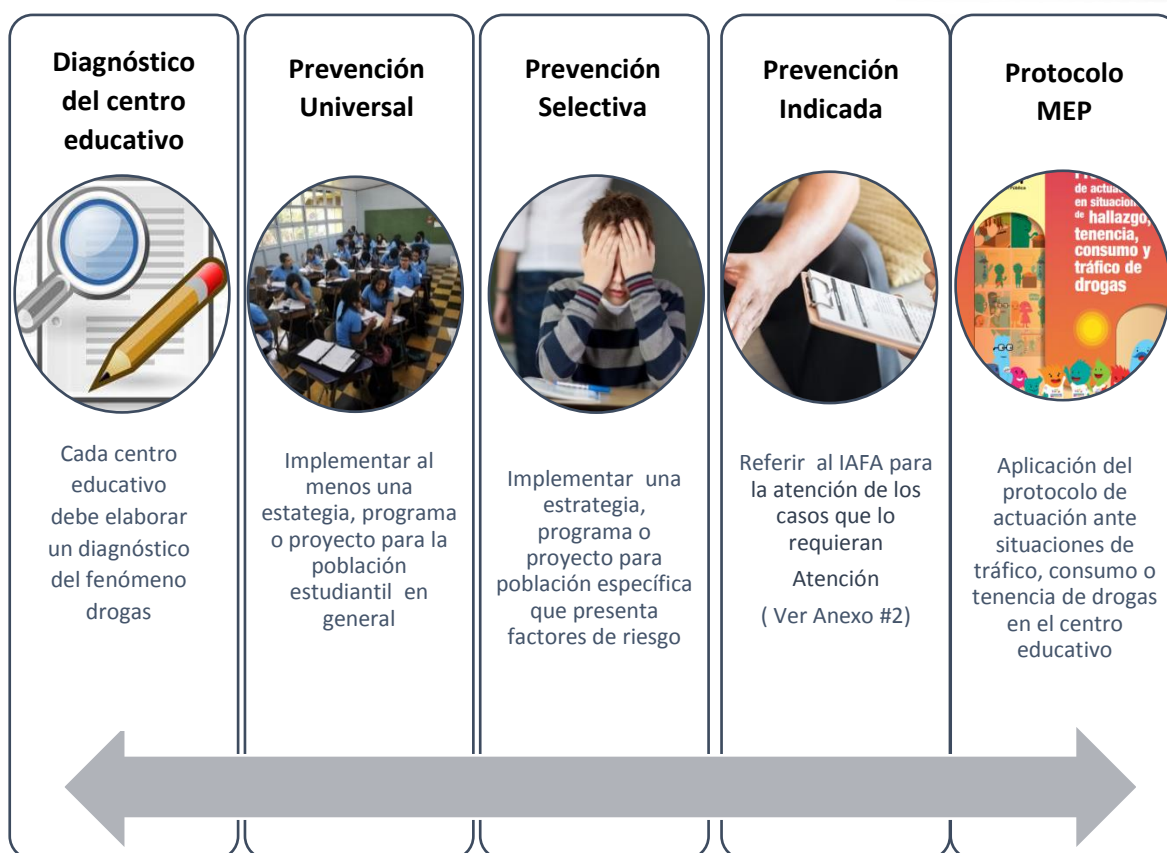 Diagnóstico
del centro
educativo
Cada centro
educativo
debe elaborar
un diagnóstico
del fenómeno
drogas
Prevención
Universal
Implementar al
menos una
estategia, programa
o proyecto para la
población
estudiantil en
general
Prevención
Selectiva
Implementar una
estrategia,
programa o
proyecto para
población específica
que presenta
factores de riesgo
Prevención
Indicada
Referir al IAFA para
la atención de los
casos que lo
requieran
Atención
( Ver Anexo #2)
Protocolo
MEP
de
en situacion
de hallazgo,
tenencia,
consumo y
tráfico de
drogas
Aplicación del
protocolo de
actuación ante
situaciones de
tráfico, consumo o
tenencia de drogas
en el centro
educativo